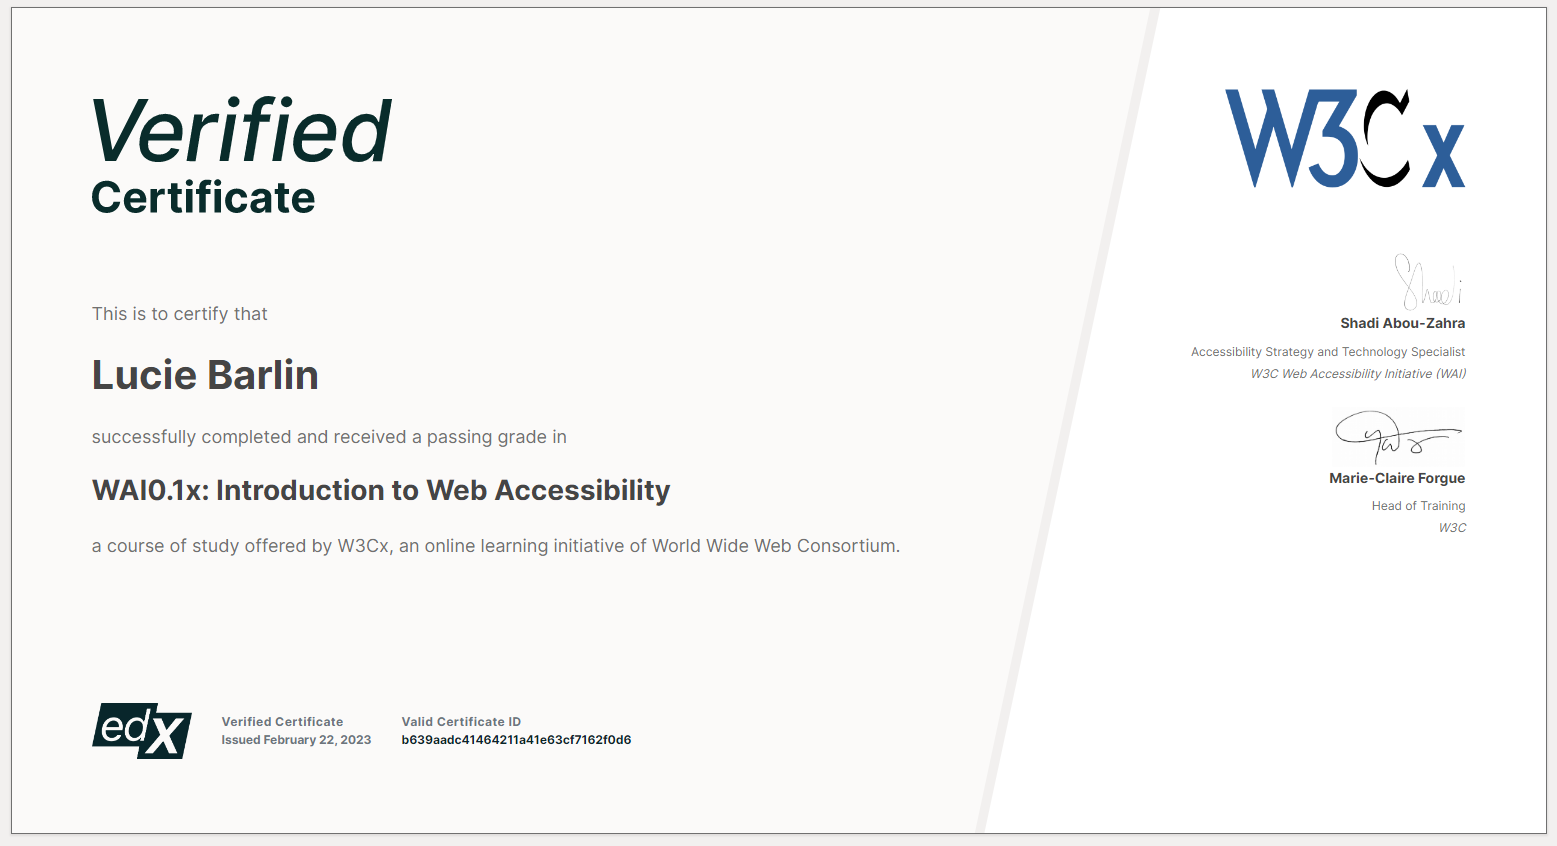 Verified
Certificate
This is to certify that
Lucie Barlin
successfully completed and received a passing grade in
WAI0.1x: Introduction to Web Accessibility
a course of study offered by W3Cx, an online learning initiative of World Wide Web Consortium.
edX
Verified Certificate
Issued February 22, 2023
Valid Certificate ID
b639aadc41464211a41e63cf7162f0d6
W3Cx
Shadi
Shadi Abou-Zahra
Accessibility Strategy and Technology Specialist
W3C Web Accessibility Initiative (WAI)
Marie-Claire Forgue
Head of Training
W3C